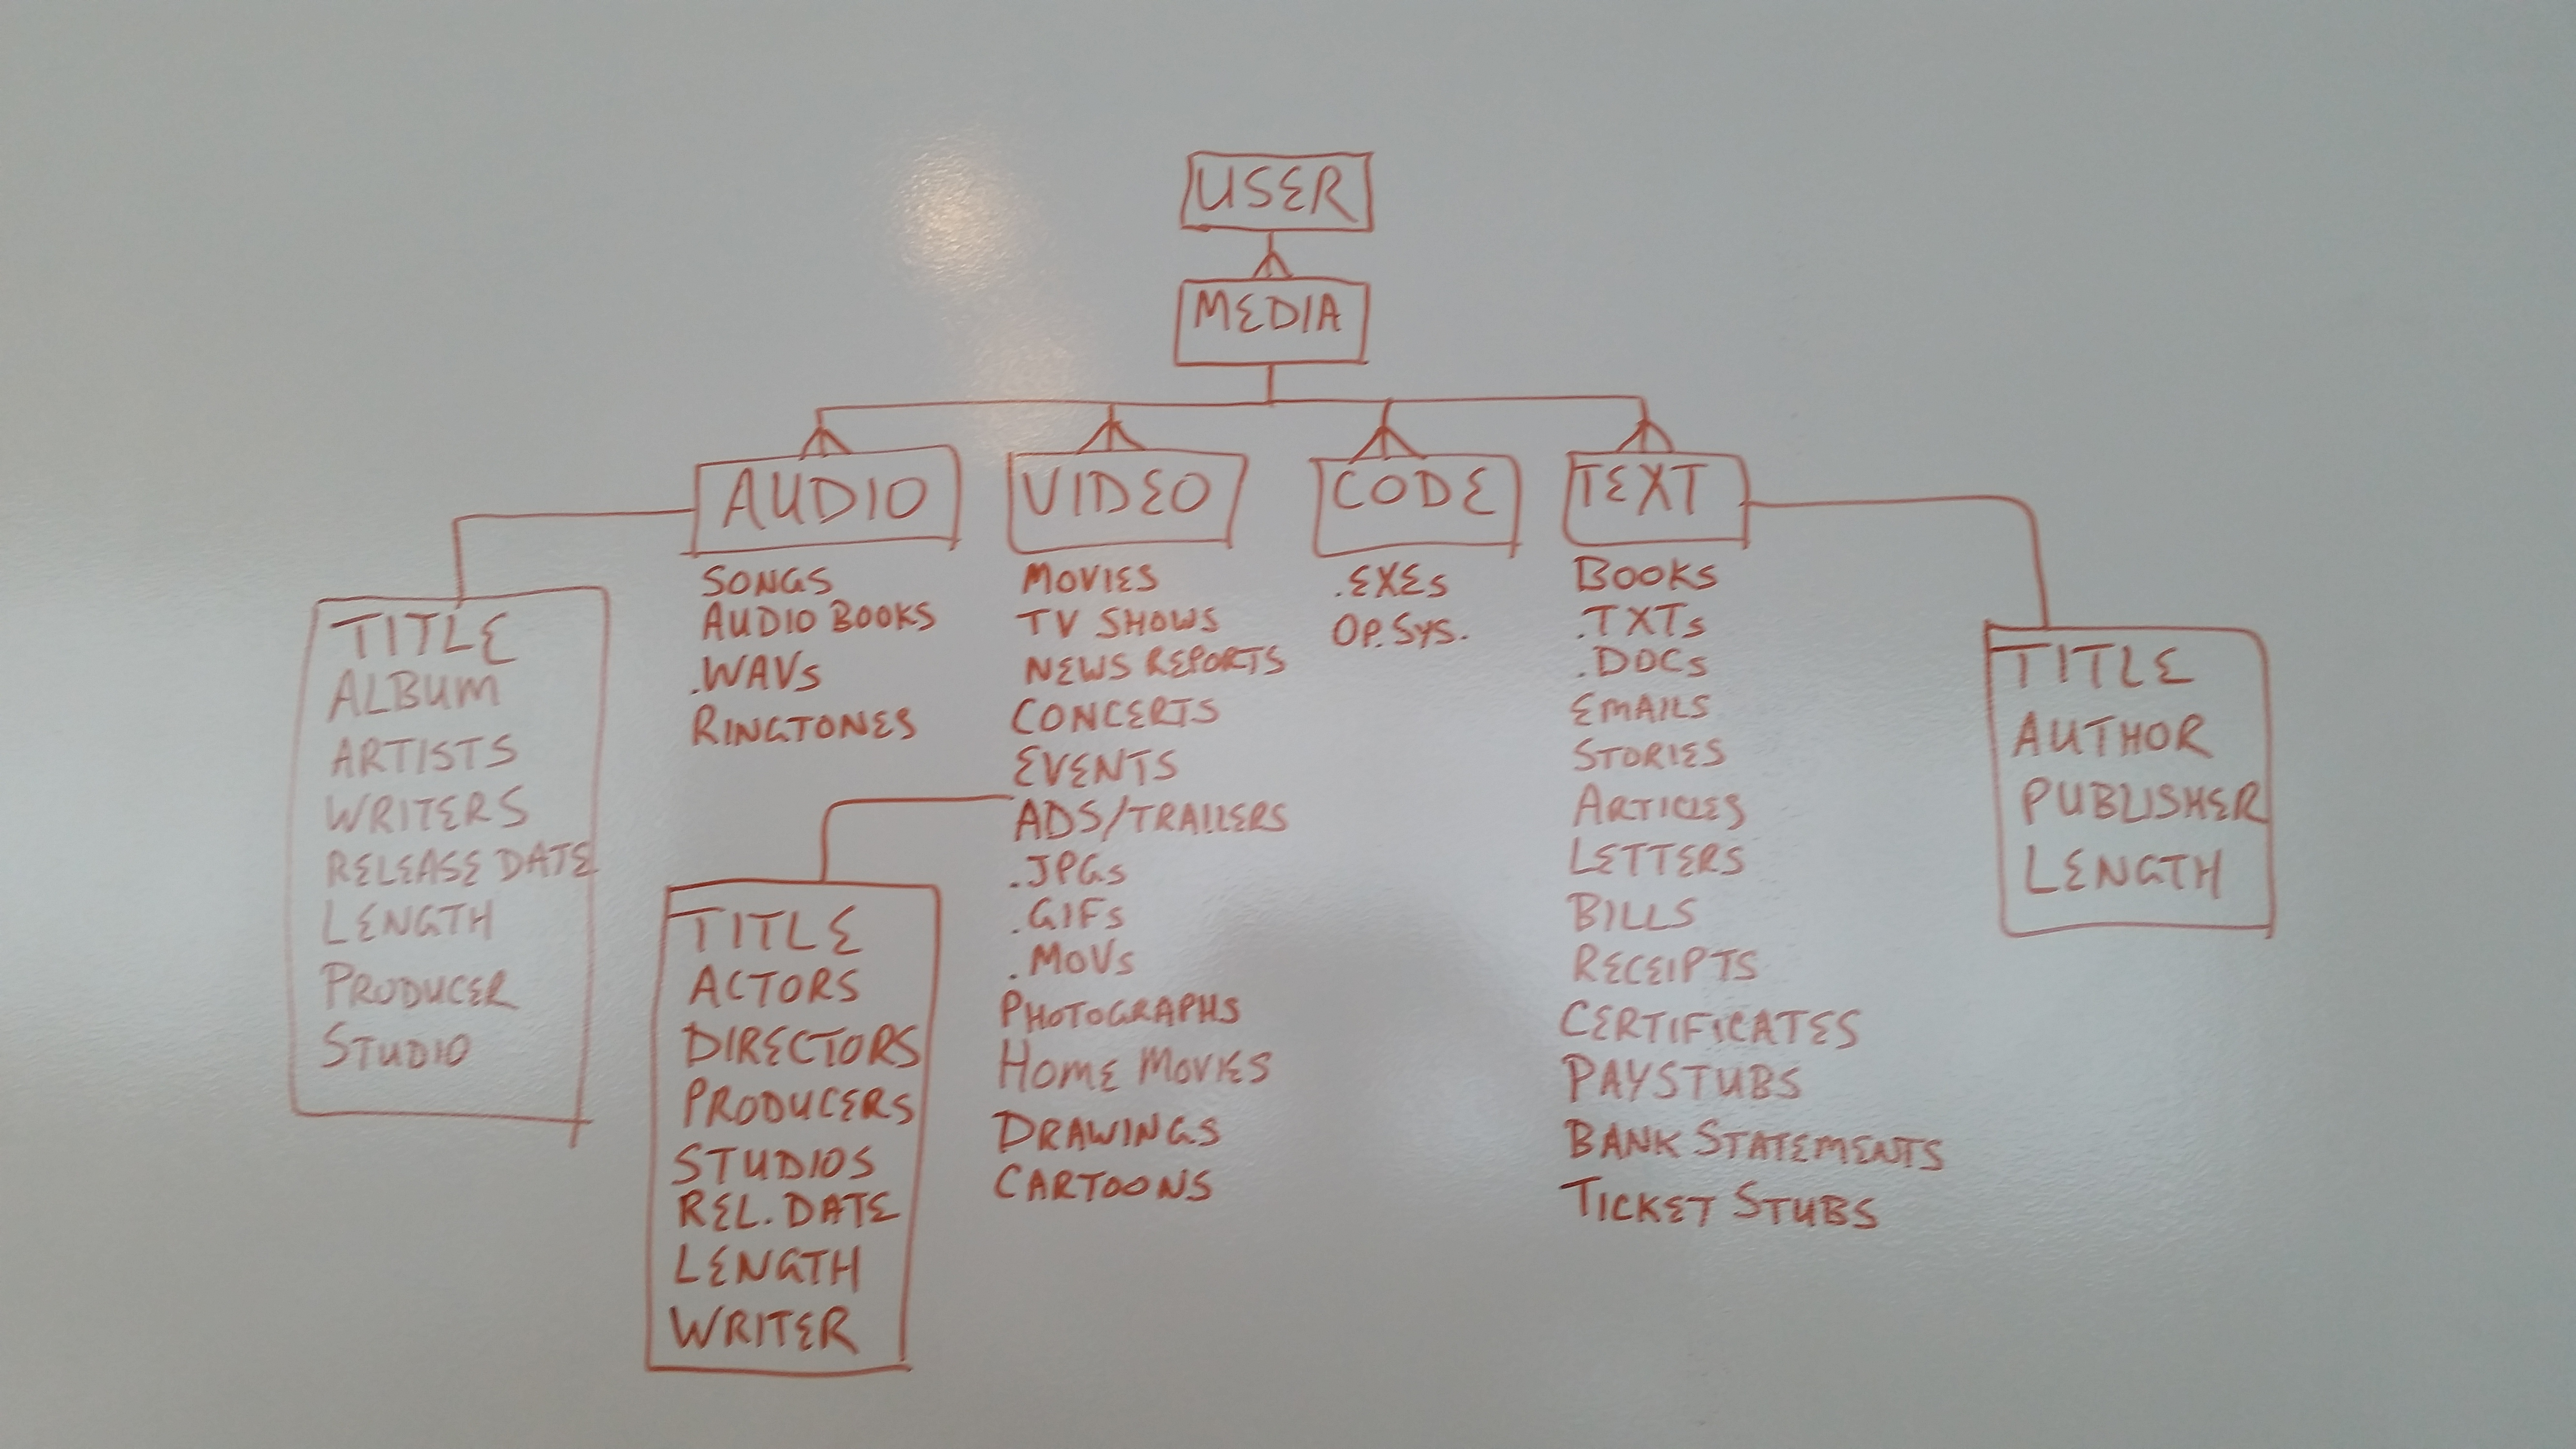 USER
MEDIA
AUDIO
VIDEO
CODE
TEXT
TITLE
ALBUM
ARTISTS
WRITERS
RELEASE DATE
LENGTH
PRODUCER
STUDIO
SONGS
AUDIO BOOKS
.WAVs
RINGTONES
TITLE
ACTORS
DIRECTORS
PRODUCERS
STUDIOS
REL. DATE
LENGTH
WRITER
MOVIES
TV SHOWS
NEWS REPORTS
CONCERTS
EVENTS
ADS/TRAILERS
.JPGs
.GIFs
.MOVs
PHOTOGRAPHS
HOME MOVIES
DRAWINGS
CARTOONS
.EXEs
OP. SYS.
BOOKS
.TXTs
.DOCs
EMAILS
STORIES
ARTICLES
LETTERS
BILLS
RECEIPTS
CERTIFICATES
PAYSTUBS
BANK STATEMENTS
TICKET STUBS
TITLE
AUTHOR
PUBLISHER
LENGTH